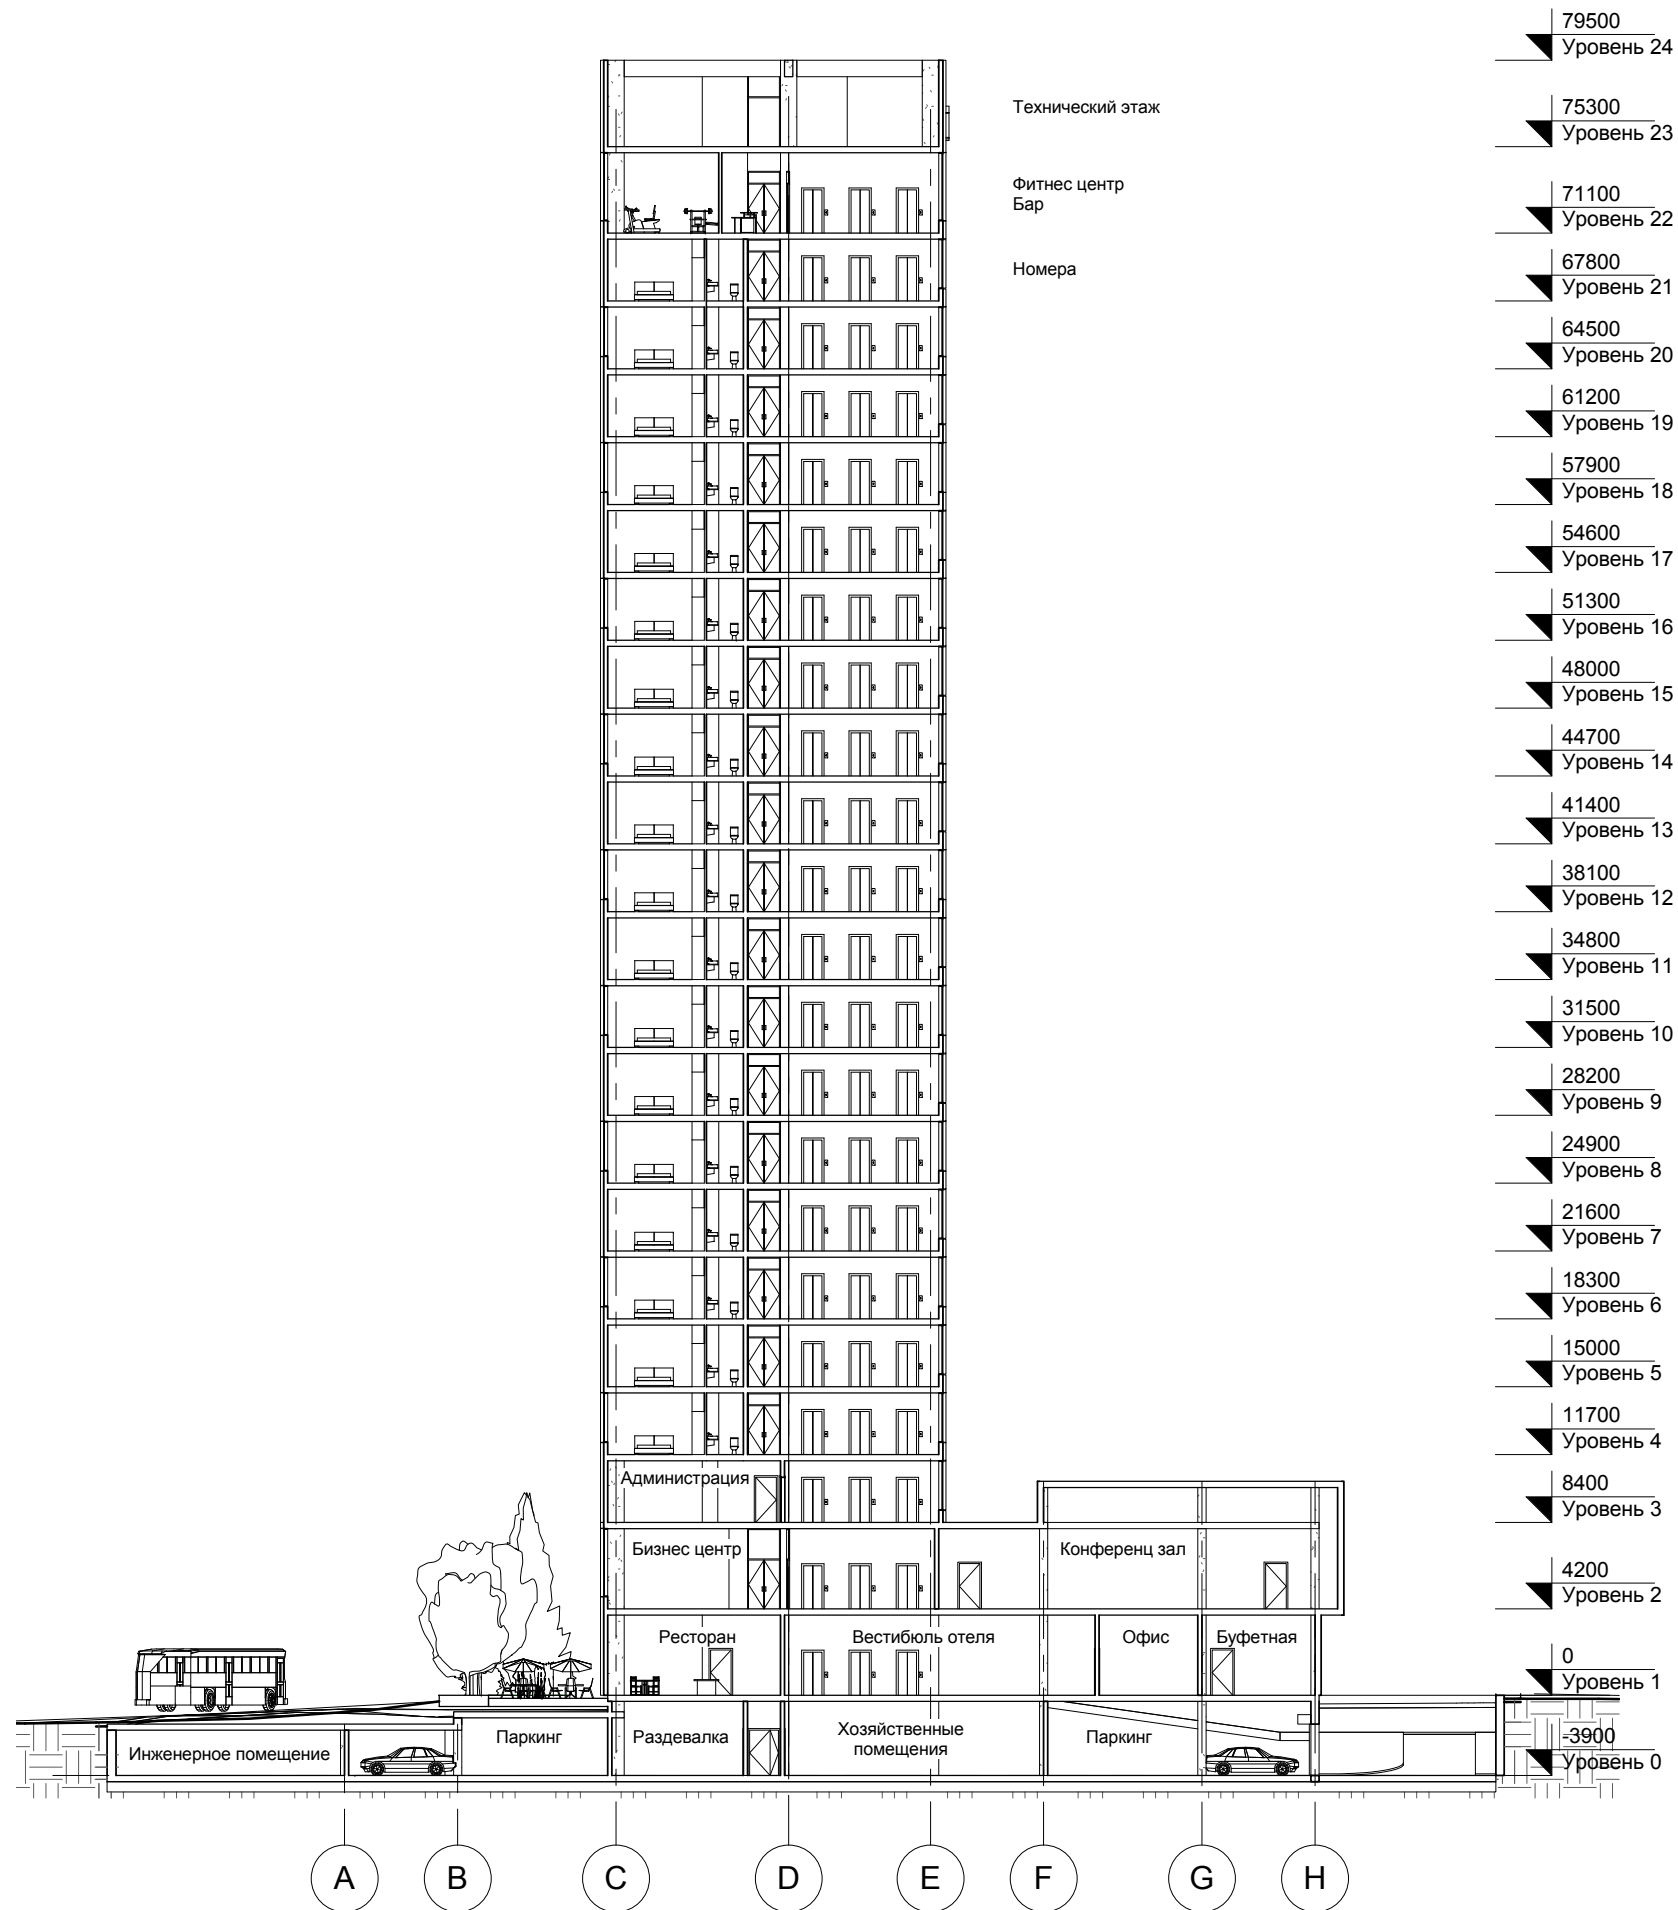 79500
Уровень 24
Технический этаж
75300
Уровень 23
Фитнес центр
Бар
71100
Уровень 22
Номера
67800
Уровень 21
64500
Уровень 20
61200
Уровень 19
57900
Уровень 18
54600
Уровень 17
51300
Уровень 16
48000
Уровень 15
44700
Уровень 14
41400
Уровень 13
38100
Уровень 12
34800
Уровень 11
31500
Уровень 10
28200
Уровень 9
24900
Уровень 8
21600
Уровень 7
18300
Уровень 6
15000
Уровень 5
11700
Уровень 4
Администрация
8400
Уровень 3
Бизнес центр
Конференц зал
4200
Уровень 2
Ресторан
Вестибюль отеля
Офис
Буфетная
0
Уровень 1
Инженерное помещение
Паркинг
Раздевалка
Хозяйственные
помещения
Паркинг
-3900
Уровень 0
A
B
C
D
E
F
G
H